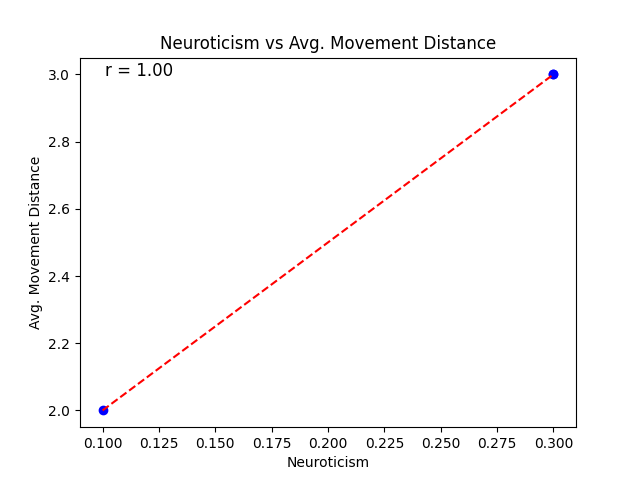 Neuroticism vs Avg. Movement Distance
r = 1.00
Avg. Movement Distance
3.0
2.8
2.6
2.4
2.2
2.0
0.100 0.125 0.150 0.175 0.200 0.225 0.250 0.275 0.300
Neuroticism